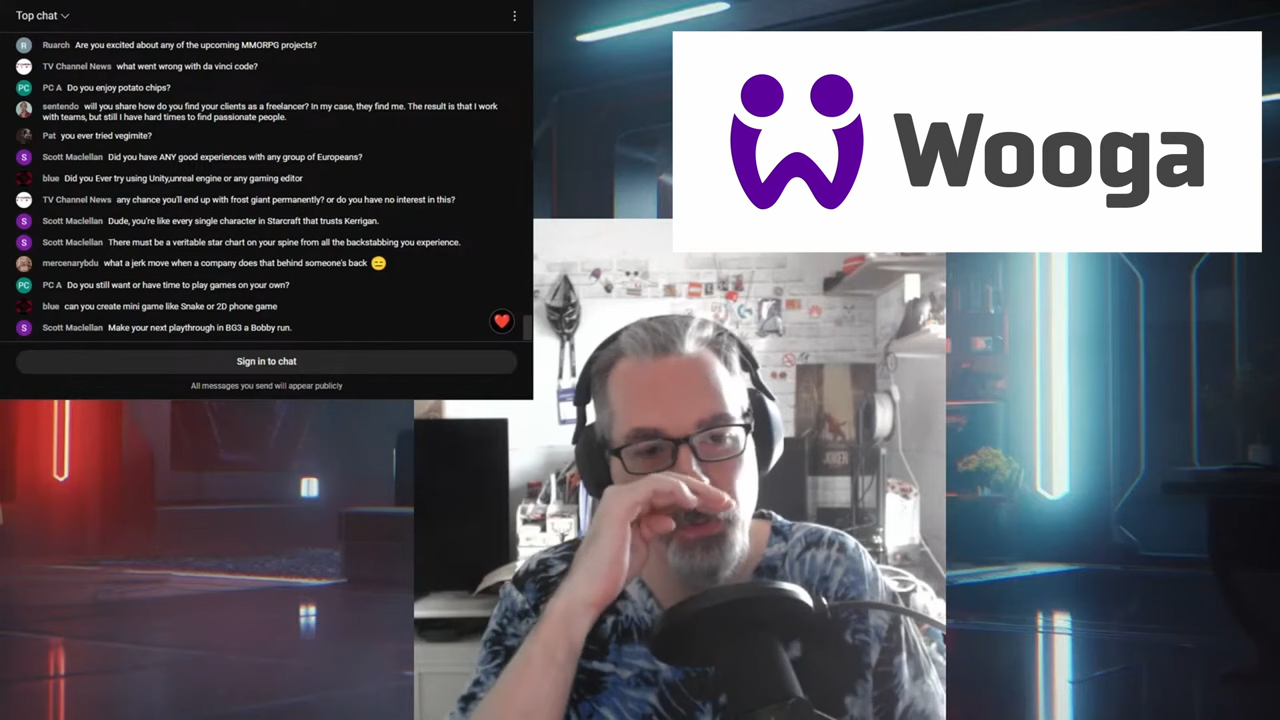 Top chat
R Ruarch Are you excited about any of the upcoming MMORPG projects?
TV Channel News what went wrong with da vinci code?
PC PC A Do you enjoy potato chips?
sentendo will you share how do you find your clients as a freelancer? In my case, they find me. The result is that I work
with teams, but still I have hard times to find passionate people.
Pat you ever tried vegimite?
S Scott Maclellan Did you have ANY good experiences with any group of Europeans?
blue Did you Ever try using Unity,unreal engine or any gaming editor
TV Channel News any chance you'll end up with frost giant permanently? or do you have no interest in this?
S Scott Maclellan Dude, you're like every single character in Starcraft that trusts Kerrigan.
S Scott Maclellan There must be a veritable star chart on your spine from all the backstabbing you experience.
mercenarybdu what a jerk move when a company does that behind someone's back 😑
PC PC A Do you still want or have time to play games on your own?
blue can you create mini game like Snake or 2D phone game
S Scott Maclellan Make your next playthrough in BG3 a Bobby run.
Sign in to chat
All messages you send will appear publicly
Wooga
JOKER